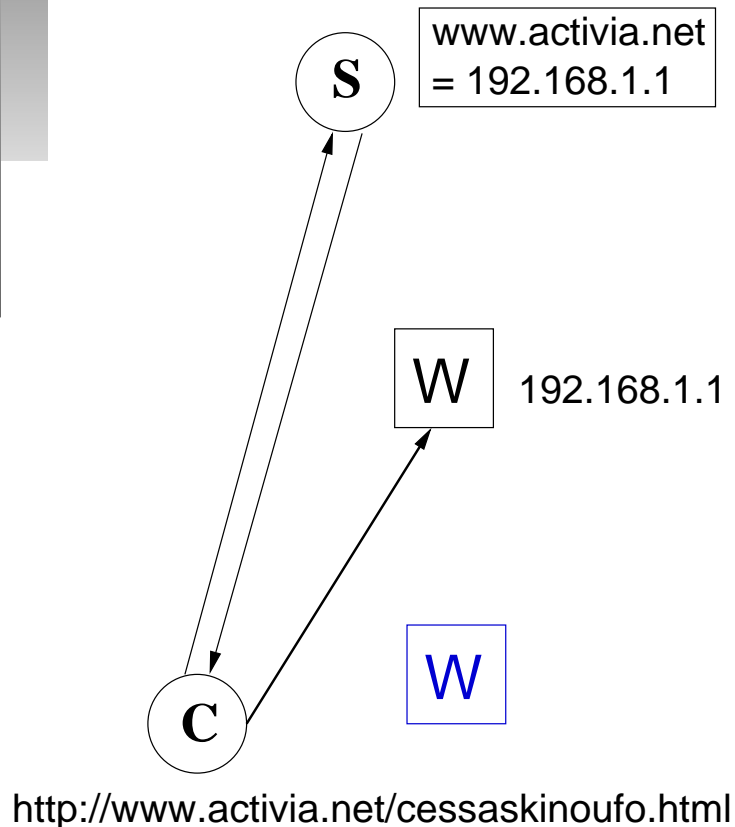 S
www.activia.net
= 192.168.1.1
W
192.168.1.1
W
C
http://www.activia.net/cessaskinoufo.html